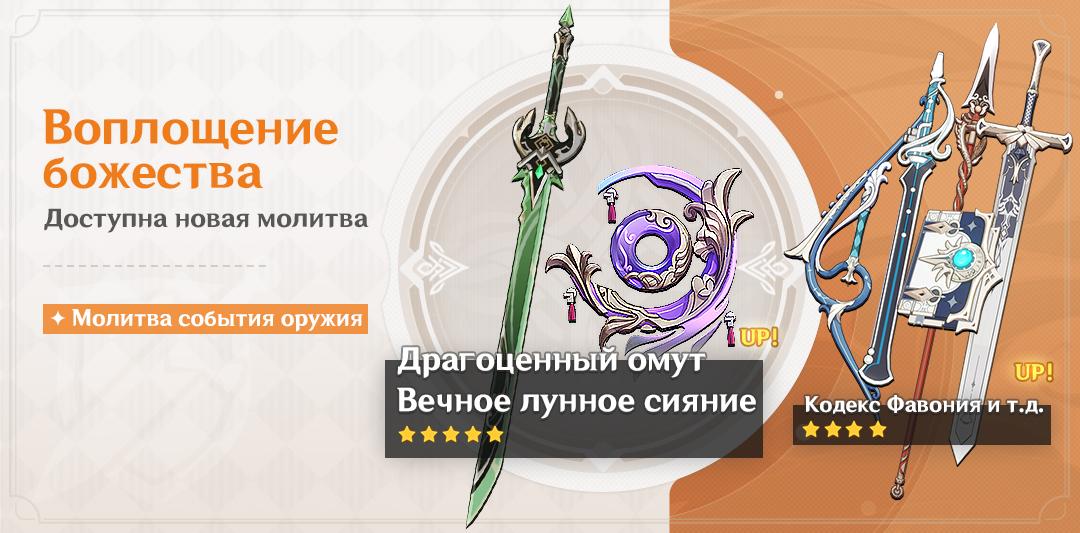 Воплощение
божества
Доступна новая молитва
✦ Молитва события оружия
UP!
Драгоценный омут
Вечное лунное сияние
UP!
Кодекс Фавония и т.д.